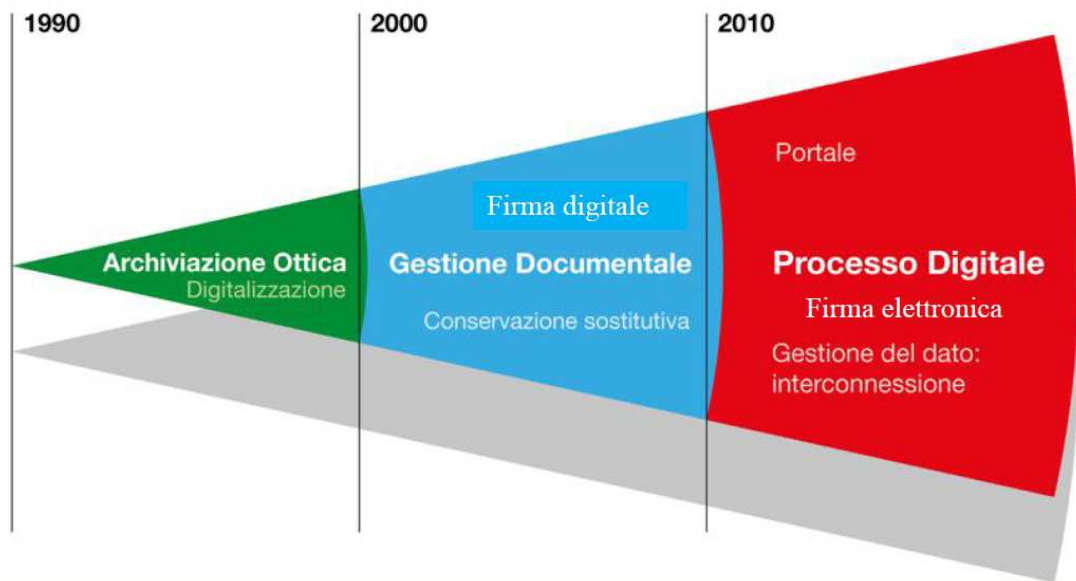 1990
2000
2010
Archiviazione Ottica
Digitalizzazione
Firma digitale
Gestione Documentale
Conservazione sostitutiva
Portale
Processo Digitale
Firma elettronica
Gestione del dato:
interconnessione